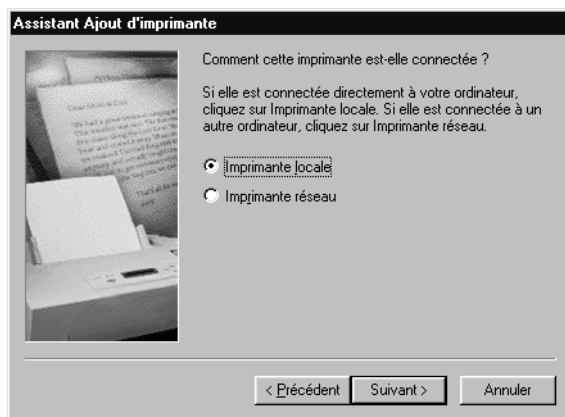 Assistant Ajout d'imprimante
Comment cette imprimante est-elle connectée ?
Si elle est connectée directement à votre ordinateur,
cliquez sur Imprimante locale. Si elle est connectée à un
autre ordinateur, cliquez sur Imprimante réseau.
Imprimante locale
Imprimante réseau
< Précédent
Suivant >
Annuler